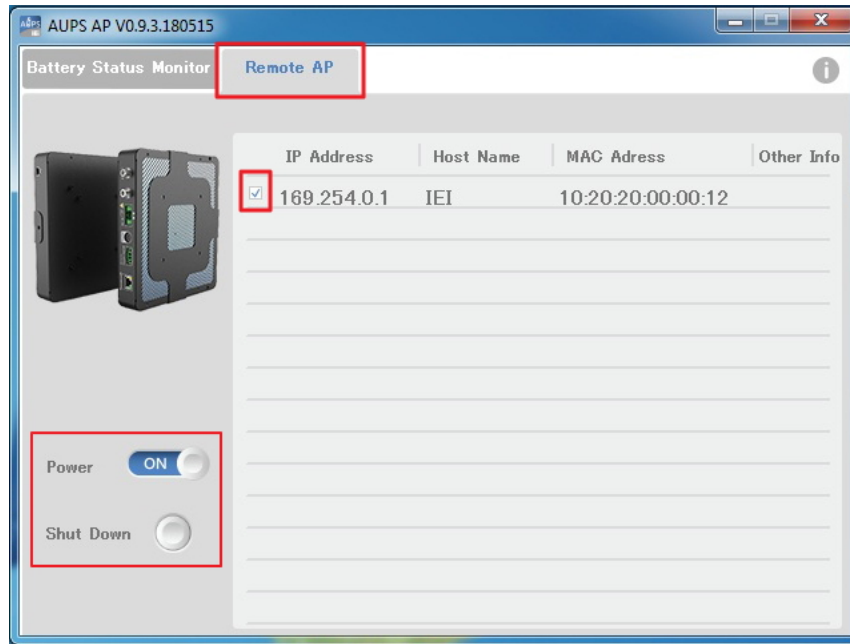 AUPS AP V0.9.3.180515
Battery Status Monitor Remote AP
IP Address Host Name MAC Adress Other Info
169.254.0.1 IEI 10:20:20:00:00:12
Power ON
Shut Down